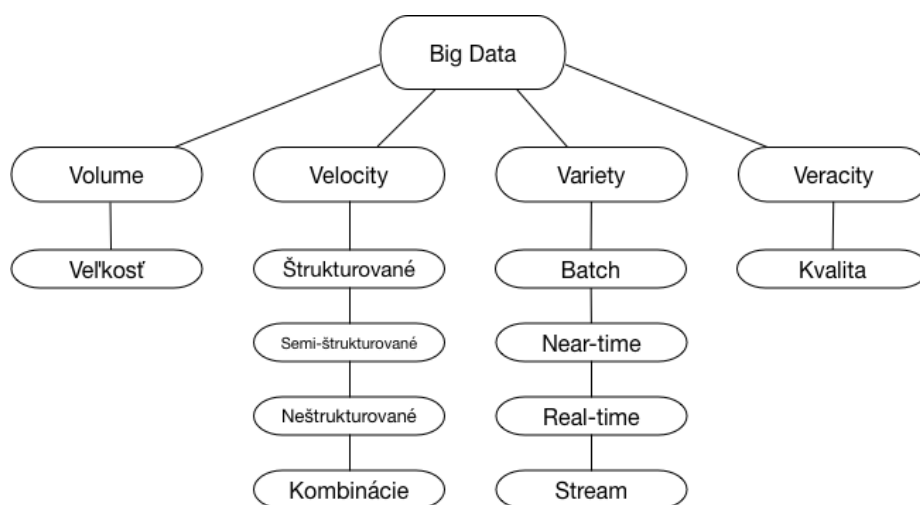 Big Data
Volume
Velocity
Variety
Veracity
Veľkosť
Štrukturované
Batch
Kvalita
Semi-štrukturované
Near-time
Neštrukturované
Real-time
Kombinácie
Stream